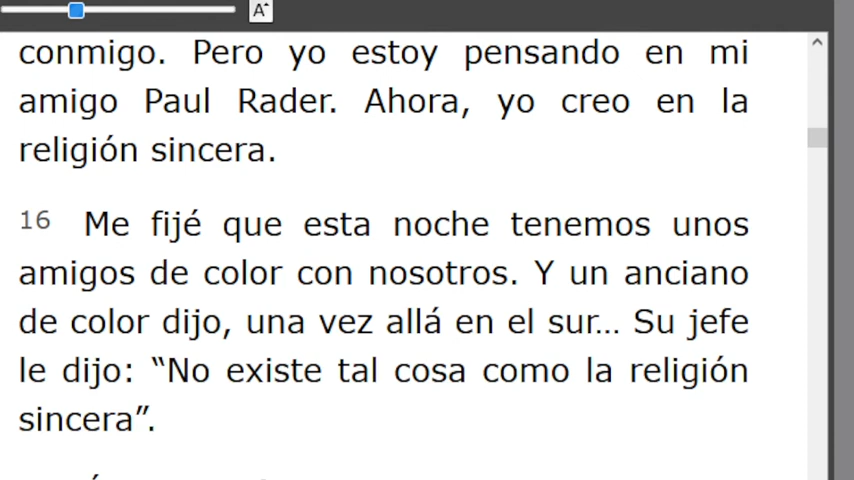 A
conmigo. Pero yo estoy pensando en mi
amigo Paul Rader. Ahora, yo creo en la
religión sincera.
16 Me fijé que esta noche tenemos unos
amigos de color con nosotros. Y un anciano
de color dijo, una vez allá en el sur... Su jefe
le dijo: “No existe tal cosa como la religión
sincera”.